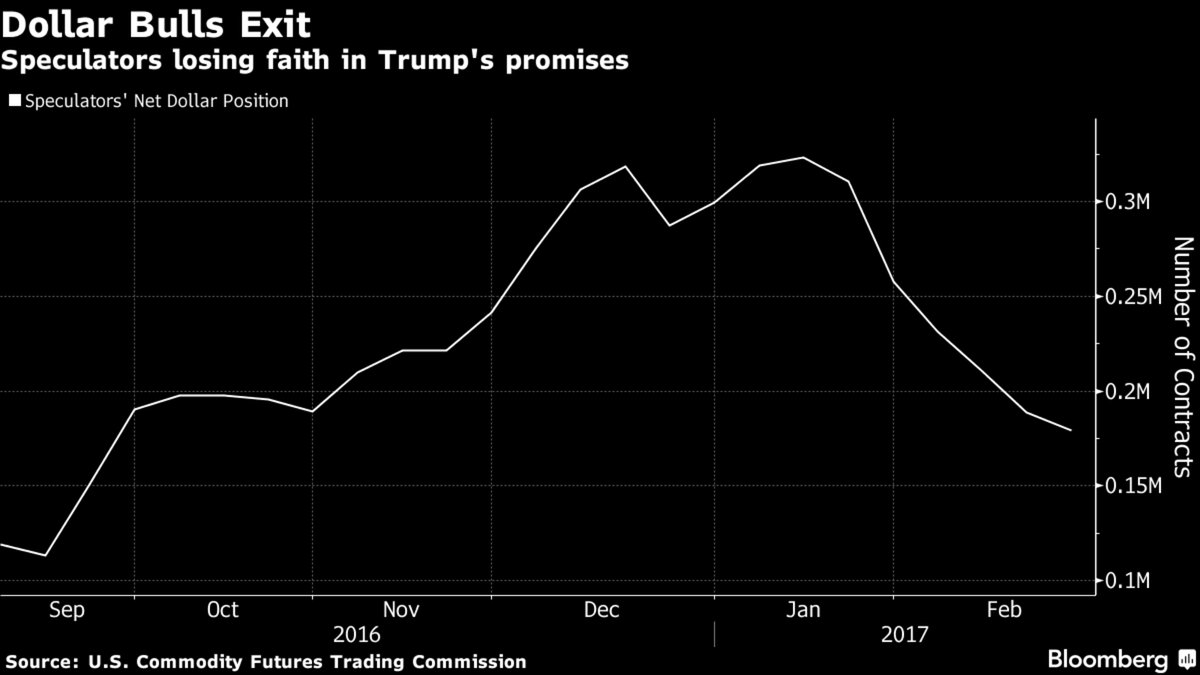 Dollar Bulls Exit
Speculators losing faith in Trump's promises
Speculators' Net Dollar Position
0.3M
0.25M
0.2M
0.15M
0.1M
Number of Contracts
Sep Oct Nov Dec Jan Feb
2016 2017
Source: U.S. Commodity Futures Trading Commission
Bloomberg